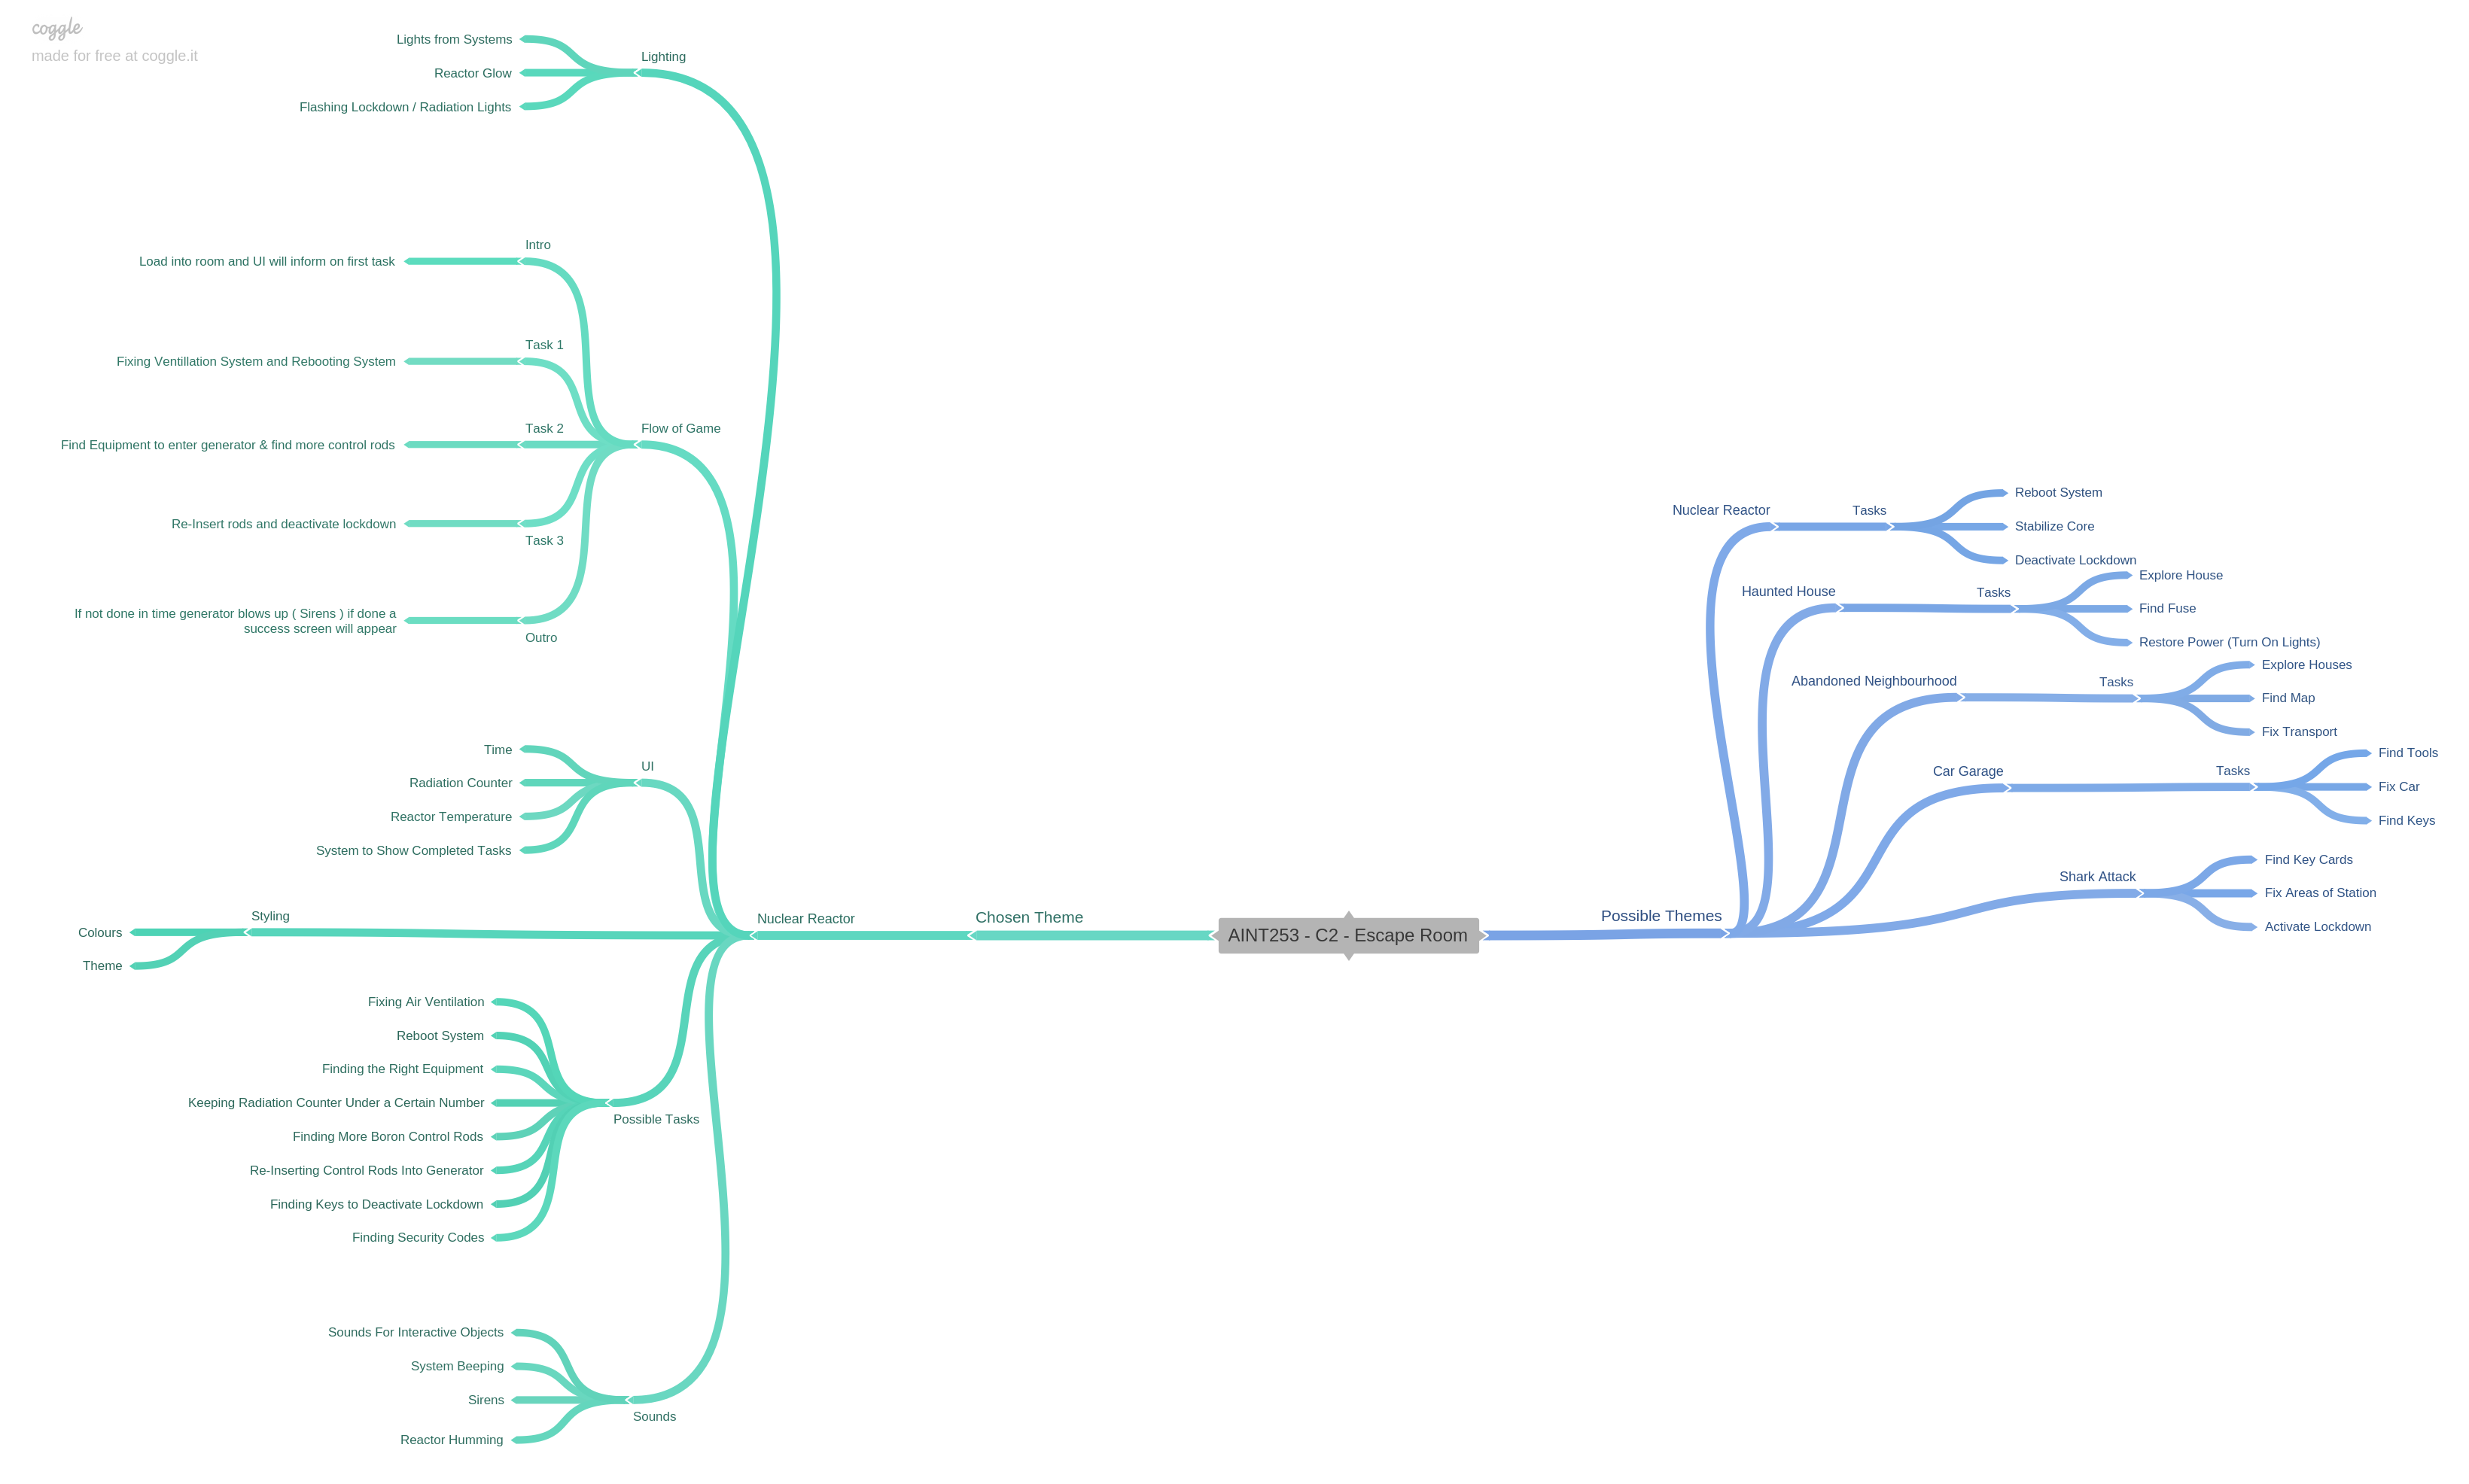 coggle
made for free at coggle.it
Lighting
Lights from Systems
Reactor Glow
Flashing Lockdown / Radiation Lights
Flow of Game
Intro
Load into room and UI will inform on first task
Task 1
Fixing Ventillation System and Rebooting System
Task 2
Find Equipment to enter generator & find more control rods
Re-Insert rods and deactivate lockdown
Task 3
If not done in time generator blows up ( Sirens ) if done a
success screen will appear
Outro
UI
Time
Radiation Counter
Reactor Temperature
System to Show Completed Tasks
Styling
Colours
Theme
Nuclear Reactor
Chosen Theme
AINT253 - C2 - Escape Room
Fixing Air Ventilation
Reboot System
Finding the Right Equipment
Keeping Radiation Counter Under a Certain Number
Possible Tasks
Finding More Boron Control Rods
Re-Inserting Control Rods Into Generator
Finding Keys to Deactivate Lockdown
Finding Security Codes
Sounds For Interactive Objects
System Beeping
Sirens
Sounds
Reactor Humming
Possible Themes
Nuclear Reactor
Tasks
Reboot System
Stabilize Core
Deactivate Lockdown
Haunted House
Tasks
Explore House
Find Fuse
Restore Power (Turn On Lights)
Abandoned Neighbourhood
Tasks
Explore Houses
Find Map
Fix Transport
Car Garage
Tasks
Find Tools
Fix Car
Find Keys
Shark Attack
Find Key Cards
Fix Areas of Station
Activate Lockdown